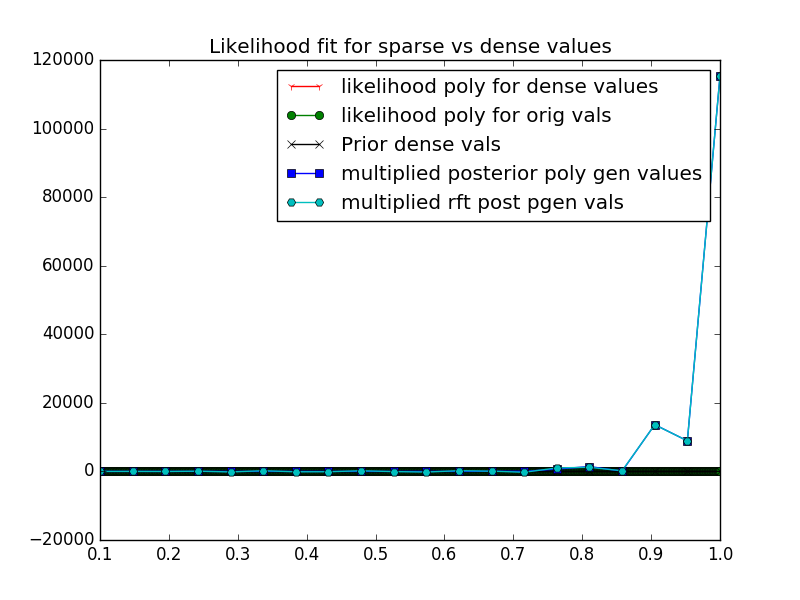 Likelihood fit for sparse vs dense values
120000
100000
80000
60000
40000
20000
0
−20000
likelihood poly for dense values
likelihood poly for orig vals
Prior dense vals
multiplied posterior poly gen values
multiplied rft post pgen vals
0.1 0.2 0.3 0.4 0.5 0.6 0.7 0.8 0.9 1.0